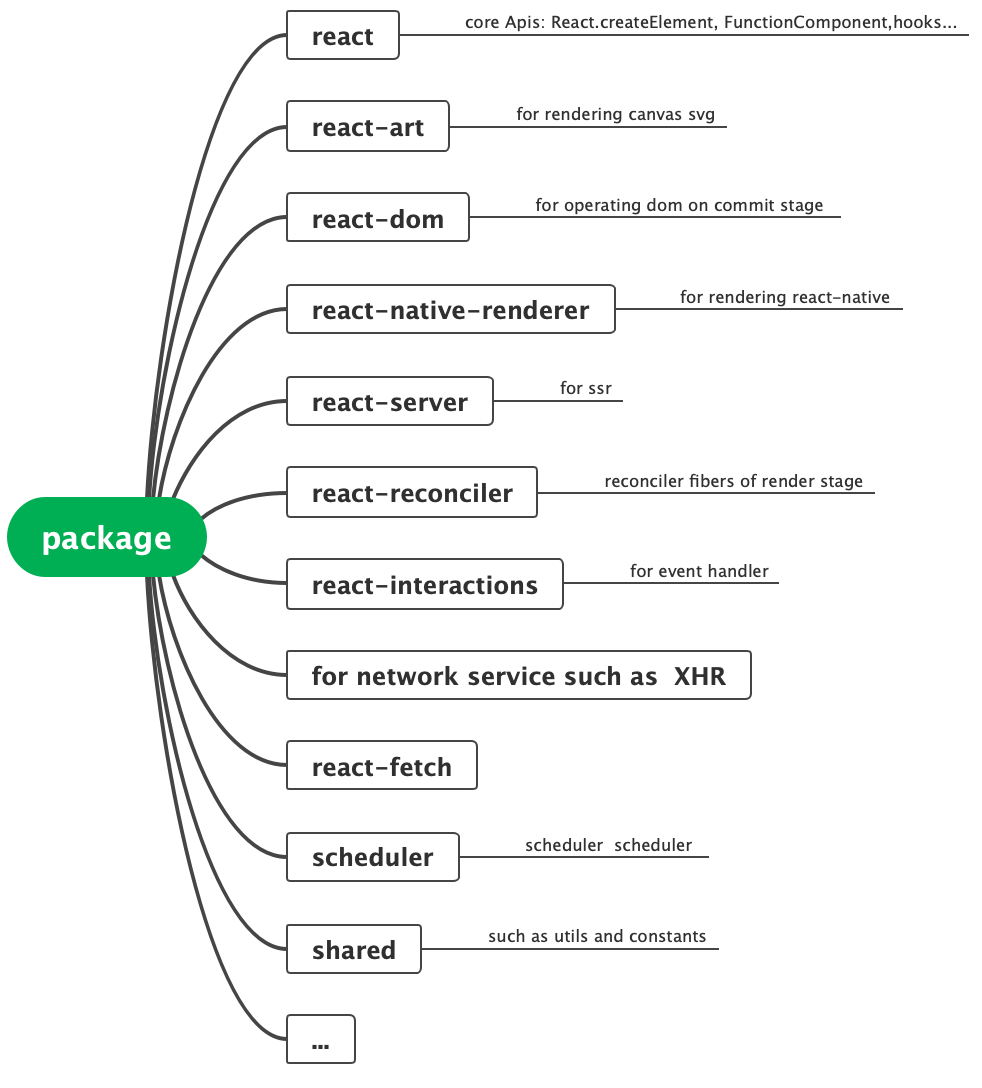 react
core Apis: React.createElement, FunctionComponent,hooks...
react-art
for rendering canvas svg
react-dom
for operating dom on commit stage
react-native-renderer
for rendering react-native
react-server
for ssr
react-reconciler
reconciler fibers of render stage
package
react-interactions
for event handler
for network service such as  XHR
react-fetch
scheduler
scheduler  scheduler
shared
such as utils and constants
...